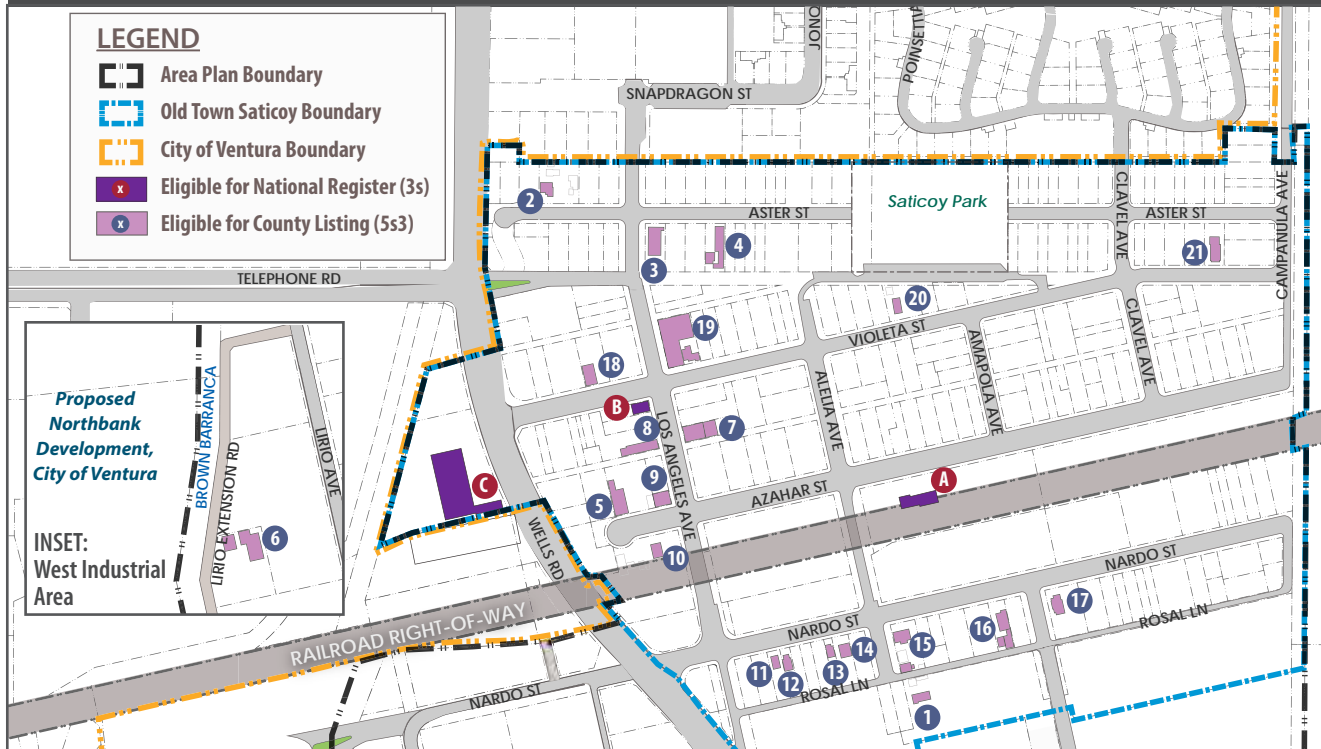 LEGEND
Area Plan Boundary
Old Town Saticoy Boundary
City of Ventura Boundary
x Eligible for National Register (3s)
x Eligible for County Listing (5s3)
SNAPDRAGON ST
JONO
POINSETTIA
2
ASTER ST
Saticoy Park
CLAVEL AVE
ASTER ST
CAMPANULA AVE
3
4
21
TELEPHONE RD
20
19
VIOLETA ST
18
AMAPOLA AVE
CLAVEL AVE
ALELIA AVE
B
8
LOS ANGELES AVE
7
C
9
5
AZAHAR ST
A
WELLS RD
10
Proposed
Northbank
Development,
City of Ventura
BROWN BARRANCA
LIRIO EXTENSION RD
LIRIO AVE
6
INSET:
West Industrial
Area
RAILROAD RIGHT-OF-WAY
NARDO ST
NARDO ST
17
16
15
14
13
12
11
ROSAL LN
ROSAL LN
NARDO ST
1